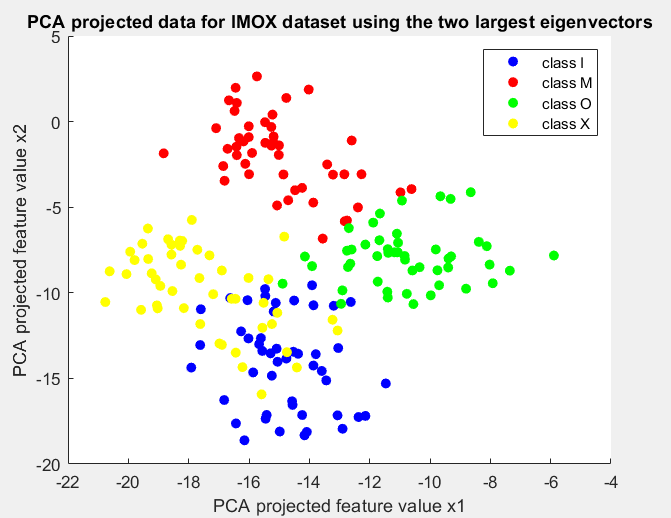 PCA projected data for IMOX dataset using the two largest eigenvectors
class I
class M
class O
class X
5
0
-5
-10
-15
-20
PCA projected feature value x2
-22
-20
-18
-16
-14
-12
-10
-8
-6
-4
PCA projected feature value x1